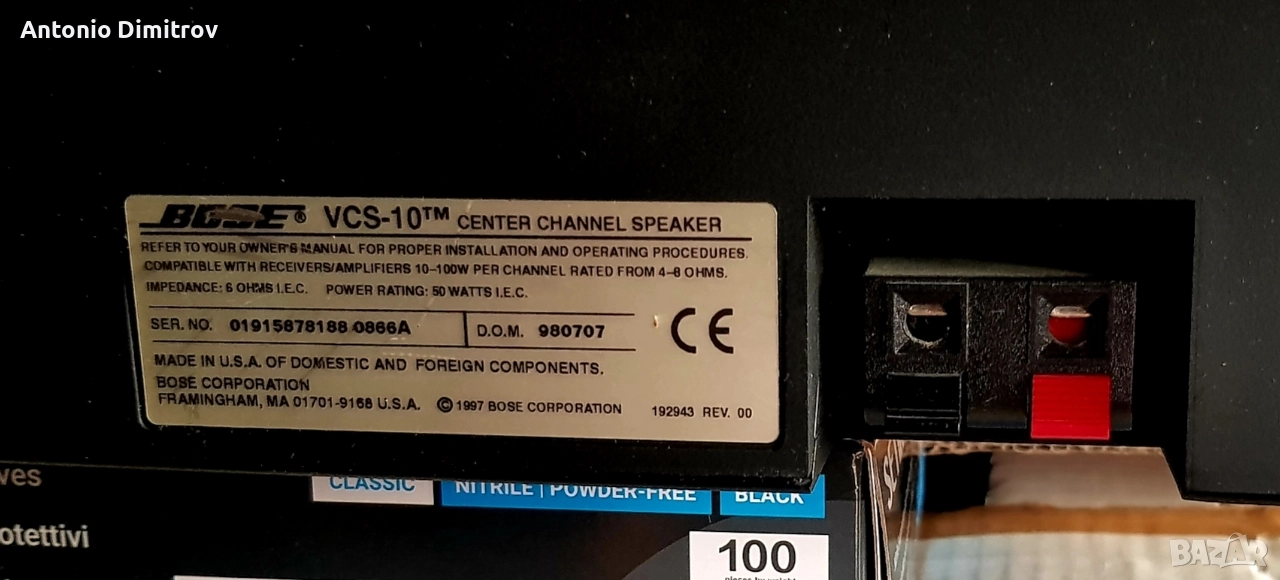 Antonio Dimitrov
BOSE® VCS-10™ CENTER CHANNEL SPEAKER
REFER TO YOUR OWNER'S MANUAL FOR PROPER INSTALLATION AND OPERATING PROCEDURES.
COMPATIBLE WITH RECEIVERS/AMPLIFIERS 10-100W PER CHANNEL RATED FROM 4-8 OHMS.
IMPEDANCE: 6 OHMS I.E.C. POWER RATING: 50 WATTS I.E.C.
SER. NO. 01915878188 0866A D.O.M. 980707 CE
MADE IN U.S.A. OF DOMESTIC AND FOREIGN COMPONENTS.
BOSE CORPORATION
FRAMINGHAM, MA 01701-9168 U.S.A. © 1997 BOSE CORPORATION 192943 REV. 00
ves
CLASSIC NITRILE | POWDER-FREE BLACK
otettivi
100
BAZAR